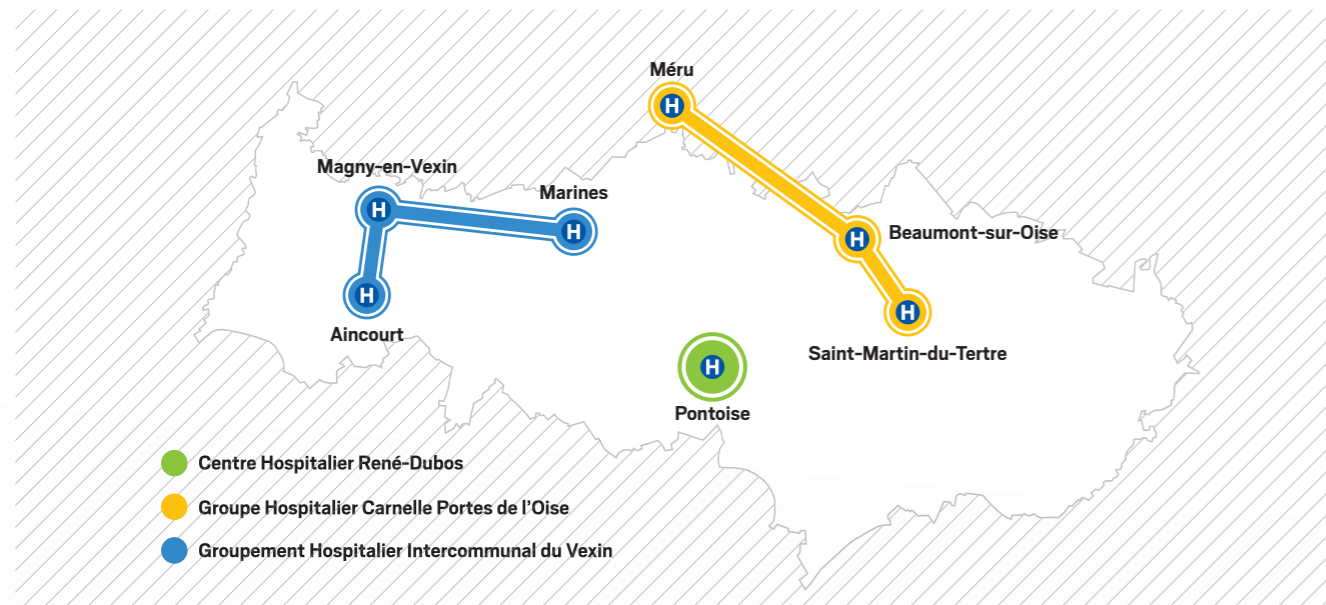 Méru
H
Magny-en-Vexin
Marines
H
H
Beaumont-sur-Oise
H
H
Aincourt
H
Saint-Martin-du-Tertre
H
Pontoise
Centre Hospitalier René-Dubos
Groupe Hospitalier Carnelle Portes de l'Oise
Groupement Hospitalier Intercommunal du Vexin